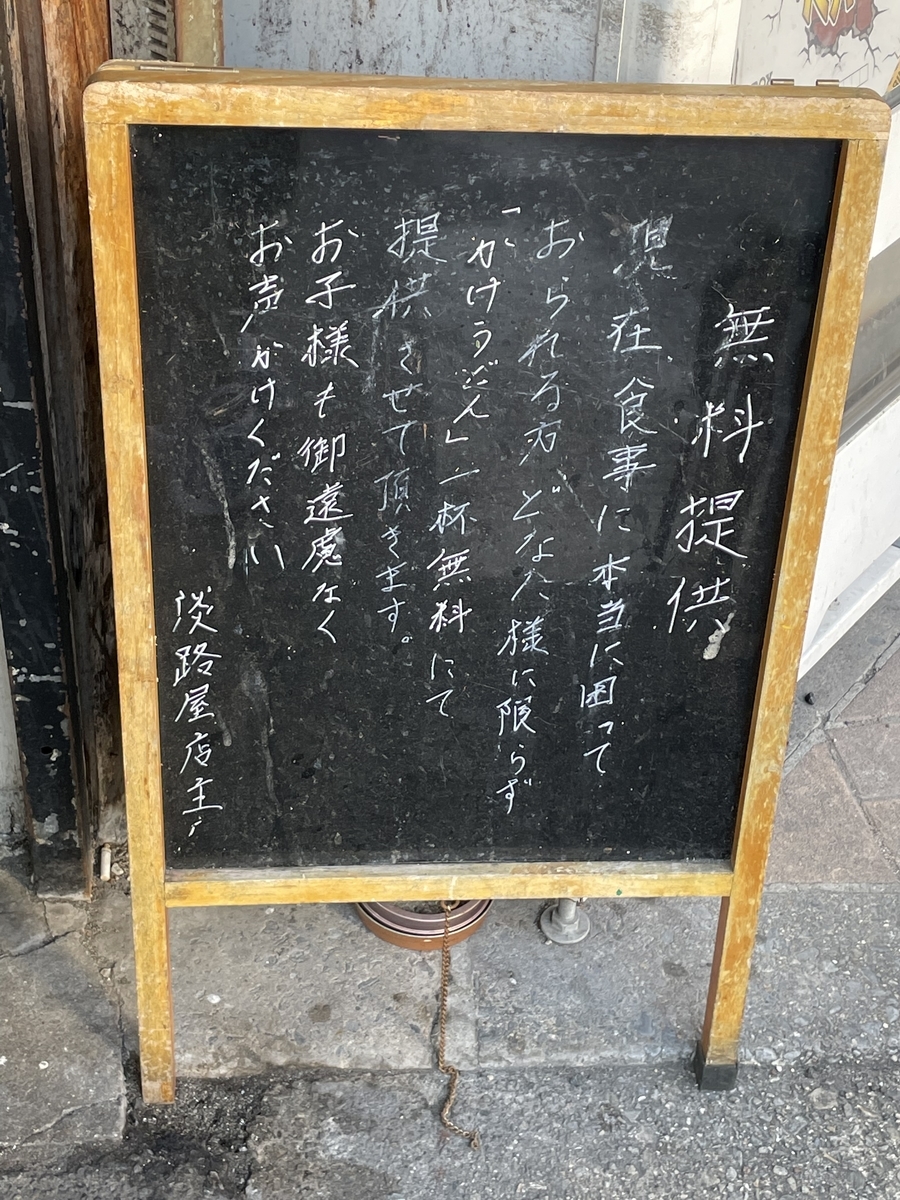 無料提供
現在食事に本当に困って
おられる方どなた様に限らず
「かけうどん」一杯無料にて
提供させて頂きます。
お子様も御遠慮なく
お声がけください
淡路屋店主